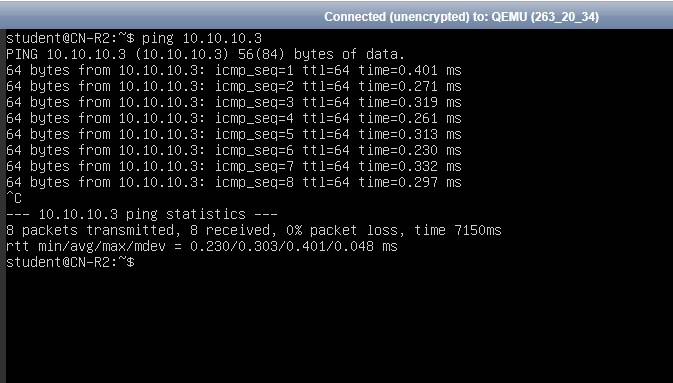 Connected (unencrypted) to: QEMU (263_20_34)
student@CN-R2:~$ ping 10.10.10.3
PING 10.10.10.3 (10.10.10.3) 56(84) bytes of data.
64 bytes from 10.10.10.3: icmp_seq=1 ttl=64 time=0.401 ms
64 bytes from 10.10.10.3: icmp_seq=2 ttl=64 time=0.271 ms
64 bytes from 10.10.10.3: icmp_seq=3 ttl=64 time=0.319 ms
64 bytes from 10.10.10.3: icmp_seq=4 ttl=64 time=0.261 ms
64 bytes from 10.10.10.3: icmp_seq=5 ttl=64 time=0.313 ms
64 bytes from 10.10.10.3: icmp_seq=6 ttl=64 time=0.230 ms
64 bytes from 10.10.10.3: icmp_seq=7 ttl=64 time=0.332 ms
64 bytes from 10.10.10.3: icmp_seq=8 ttl=64 time=0.297 ms
^C
--- 10.10.10.3 ping statistics ---
8 packets transmitted, 8 received, 0% packet loss, time 7150ms
rtt min/avg/max/mdev = 0.230/0.303/0.401/0.048 ms
student@CN-R2:~$